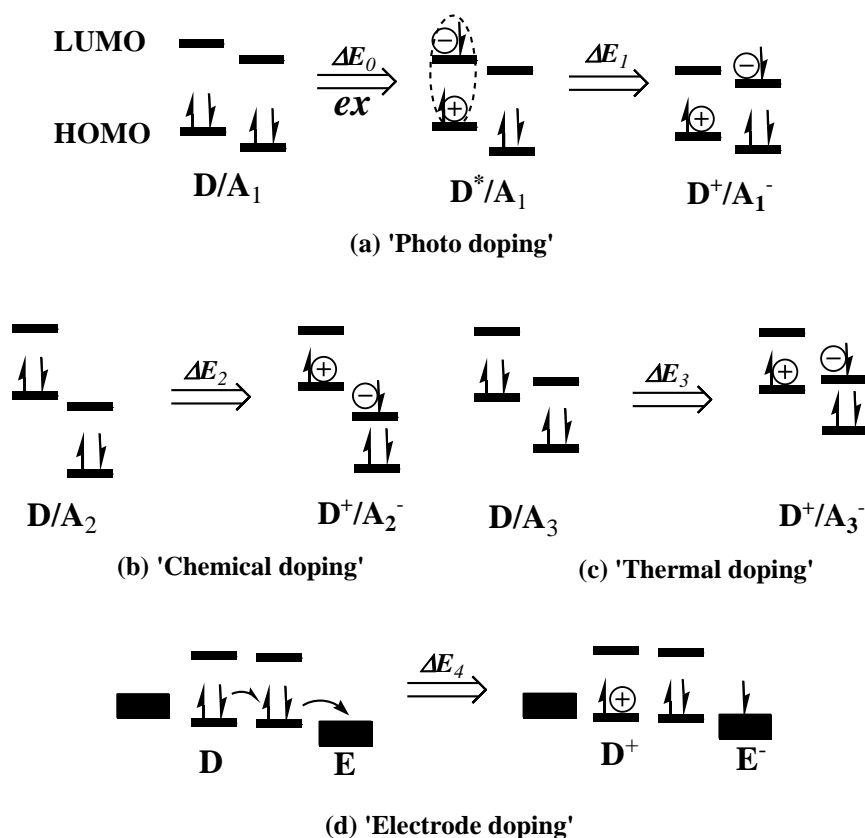 LUMO
HOMO
ΔE₀
ex
ΔE₁
D/A₁
D*/A₁
D⁺/A₁⁻
(a) 'Photo doping'
ΔE₂
ΔE₃
D/A₂
D⁺/A₂⁻
D/A₃
D⁺/A₃⁻
(b) 'Chemical doping'
(c) 'Thermal doping'
ΔE₄
D
E
D⁺
E⁻
(d) 'Electrode doping'